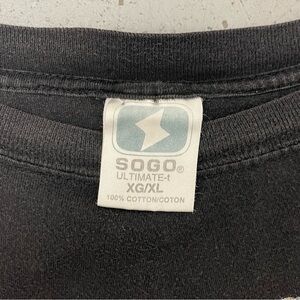 SOGO®
ULTIMATE-t
XG/XL
100% COTTON/COTON